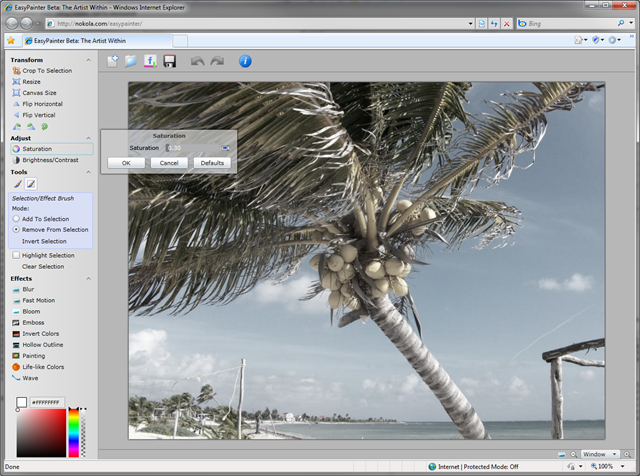 EasyPainter Beta: The Artist Within - Windows Internet Explorer
http://nokola.com/easypainter/
Bing
EasyPainter Beta: The Artist Within
Transform
Crop To Selection
Resize
Canvas Size
Flip Horizontal
Flip Vertical
Adjust
Saturation
Brightness/Contrast
Tools
Selection/Effect Brush
Mode:
Add To Selection
Remove From Selection
Invert Selection
Highlight Selection
Clear Selection
Effects
Blur
Fast Motion
Bloom
Emboss
Invert Colors
Hollow Outline
Painting
Life-like Colors
Wave
#FFFFFFFF
Saturation
Saturation 0.30
OK Cancel Defaults
Window
Done
Internet | Protected Mode: Off
100%